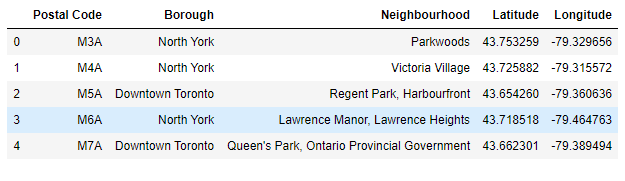 Postal Code Borough Neighbourhood Latitude Longitude
0 M3A North York Parkwoods 43.753259 -79.329656
1 M4A North York Victoria Village 43.725882 -79.315572
2 M5A Downtown Toronto Regent Park, Harbourfront 43.654260 -79.360636
3 M6A North York Lawrence Manor, Lawrence Heights 43.718518 -79.464763
4 M7A Downtown Toronto Queen's Park, Ontario Provincial Government 43.662301 -79.389494